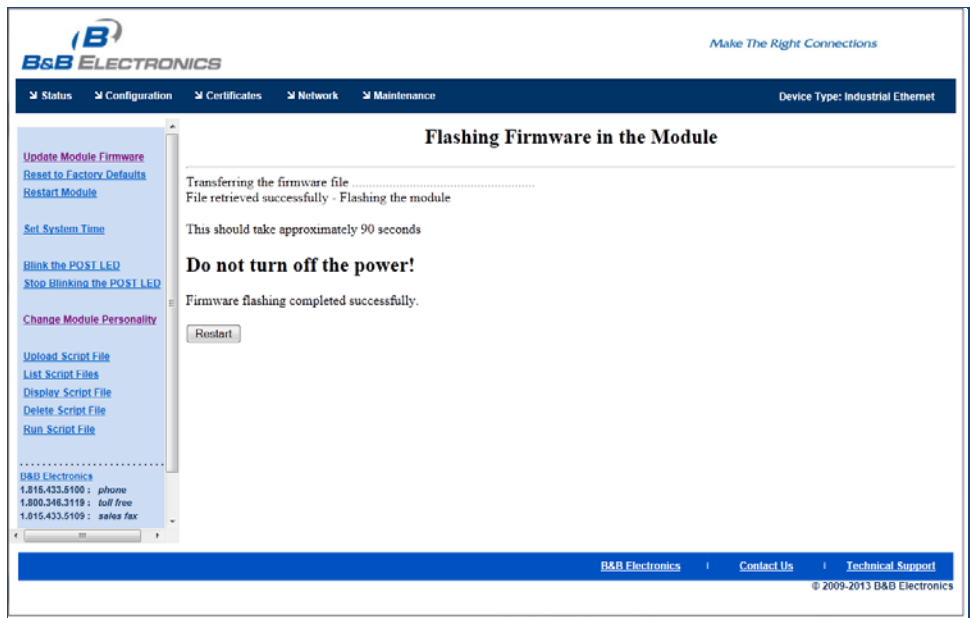 B
B&B ELECTRONICS
Make The Right Connections
Status Configuration Certificates Network Maintenance Device Type: Industrial Ethernet
Update Module Firmware
Reset to Factory Defaults
Restart Module
Set System Time
Blink the POST LED
Stop Blinking the POST LED
Change Module Personality
Upload Script File
List Script Files
Display Script File
Delete Script File
Run Script File
B&B Electronics
1.815.433.5100 : phone
1.800.346.3119 : toll free
1.815.433.5109 : sales fax
Flashing Firmware in the Module
Transferring the firmware file ............................................................
File retrieved successfully - Flashing the module
This should take approximately 90 seconds
Do not turn off the power!
Firmware flashing completed successfully.
Restart
B&B Electronics | Contact Us | Technical Support
© 2009-2013 B&B Electronics